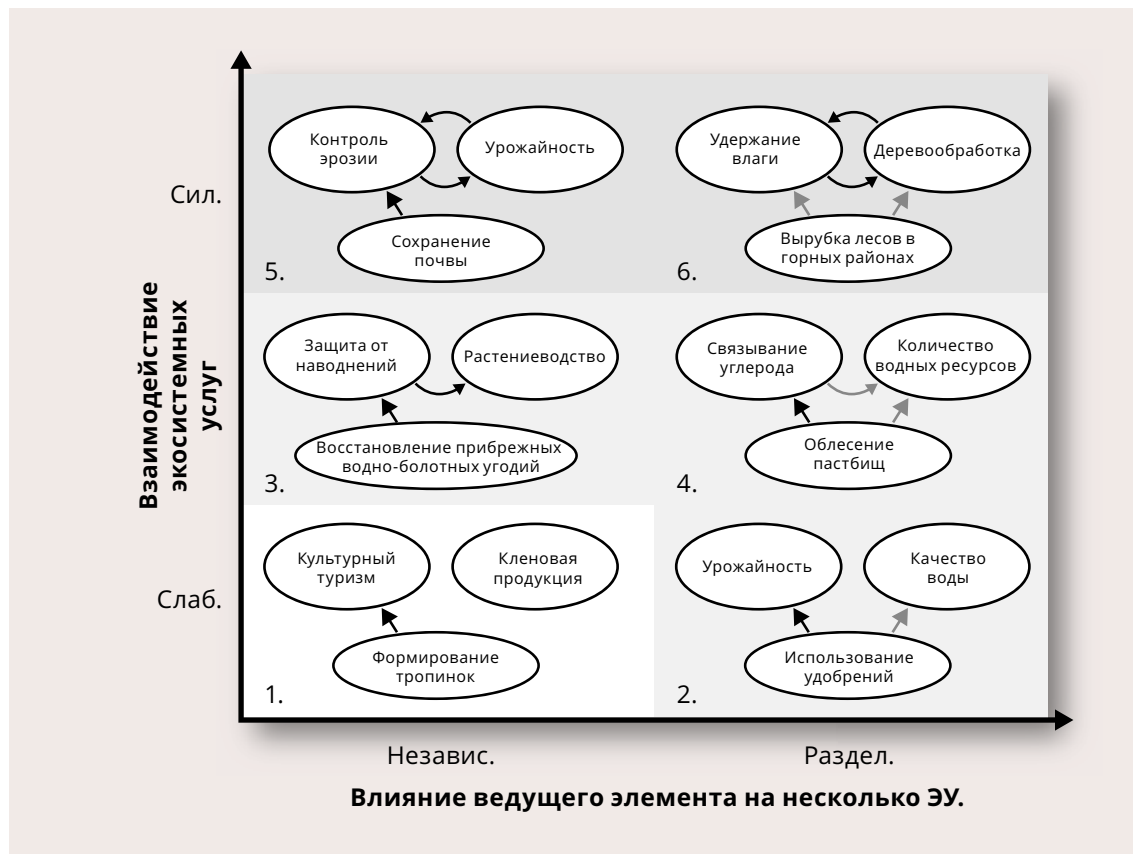 Контроль
эрозии
Урожайность
Сохранение
почвы
5.
Удержание
влаги
Деревообработка
Вырубка лесов в
горных районах
6.
Сил.
Защита от
наводнений
Растениеводство
Восстановление прибрежных
водно-болотных угодий
3.
Связывание
углерода
Количество
водных ресурсов
Облесение
пастбищ
4.
Взаимодействие
экосистемных
услуг
Культурный
туризм
Кленовая
продукция
Формирование
тропинок
1.
Урожайность
Качество
воды
Использование
удобрений
2.
Слаб.
Независ.
Раздел.
Влияние ведущего элемента на несколько ЭУ.